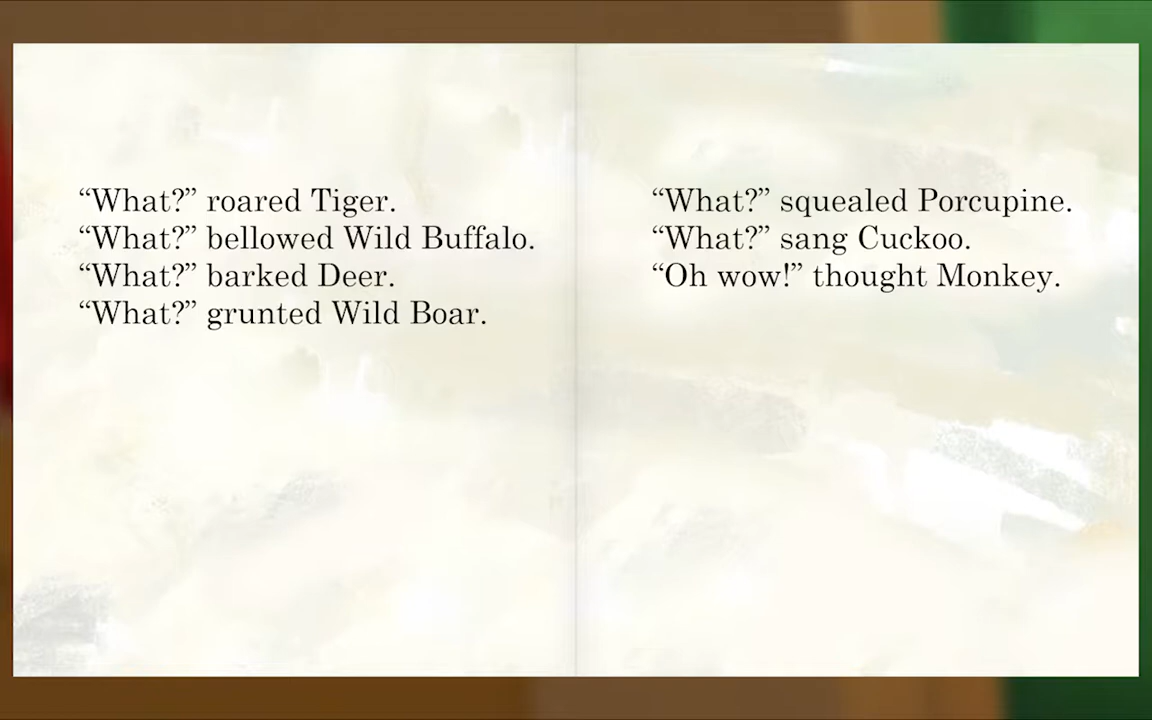 “What?” roared Tiger.
“What?” bellowed Wild Buffalo.
“What?” barked Deer.
“What?” grunted Wild Boar.
“What?” squealed Porcupine.
“What?” sang Cuckoo.
“Oh wow!” thought Monkey.